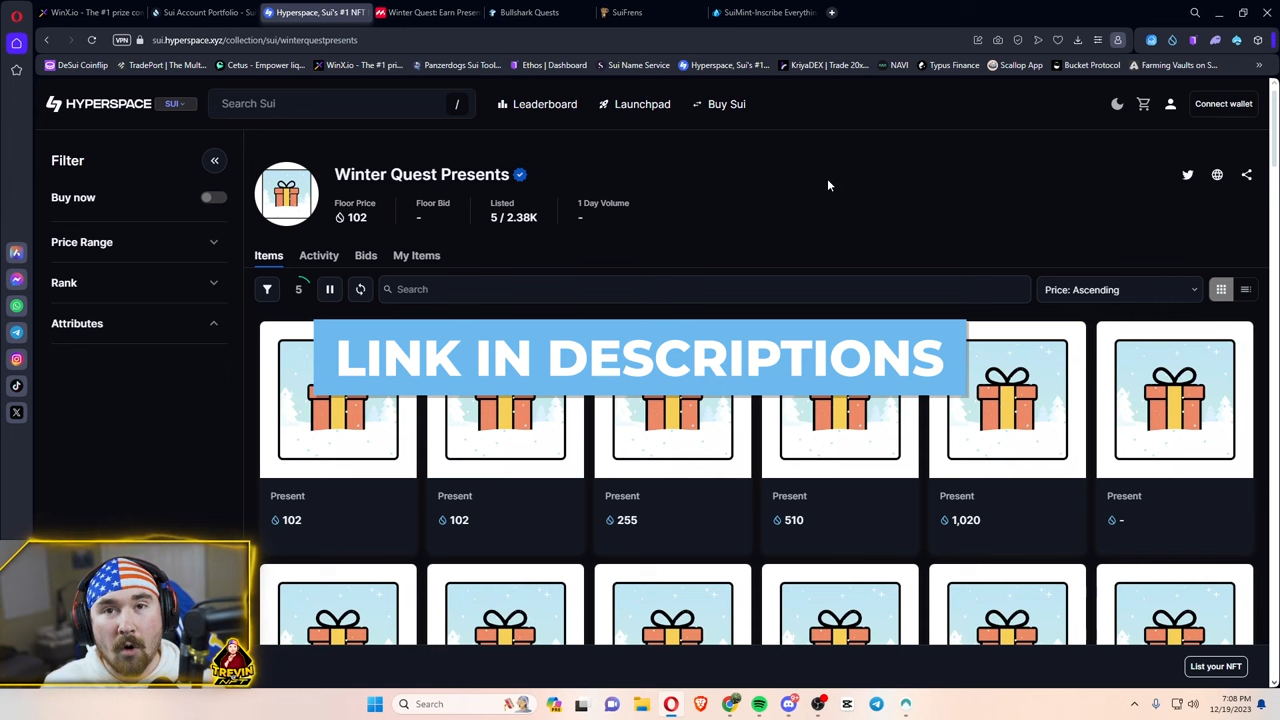 WinX.io - The #1 prize con
Sui Account Portfolio - Sui
Hyperspace, Sui's #1 NFT
Winter Quest: Earn Presen
Bullshark Quests
SuiFrens
SuiMint-Inscribe Everythin
VPN
sui.hyperspace.xyz/collection/sui/winterquestpresents
DeSui Coinflip
TradePort | The Mult...
Cetus - Empower liq...
WinX.io - The #1 pri...
Panzerdogs Sui Tool...
Ethos | Dashboard
Sui Name Service
Hyperspace, Sui's #1...
KriyaDEX | Trade 20x...
NAVI
Typus Finance
Scallop App
Bucket Protocol
Farming Vaults on S...
HYPERSPACE
SUI
Search Sui
/
Leaderboard
Launchpad
Buy Sui
Connect wallet
Filter
Buy now
Price Range
Rank
Attributes
Winter Quest Presents
Floor Price
102
Floor Bid
-
Listed
5 / 2.38K
1 Day Volume
-
Items
Activity
Bids
My Items
5
Search
Price: Ascending
LINK IN DESCRIPTIONS
Present
102
Present
102
Present
255
Present
510
Present
1,020
Present
-
TREVIN
NFT
List your NFT
Search
7:08 PM
12/19/2023